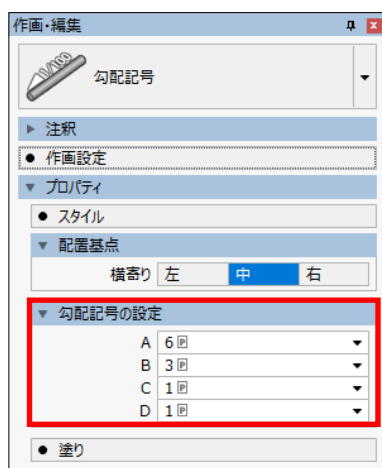 作画・編集
1/100
勾配記号
注釈
作画設定
プロパティ
スタイル
配置基点
横寄り 左 中 右
勾配記号の設定
A 6 P
B 3 P
C 1 P
D 1 P
塗り